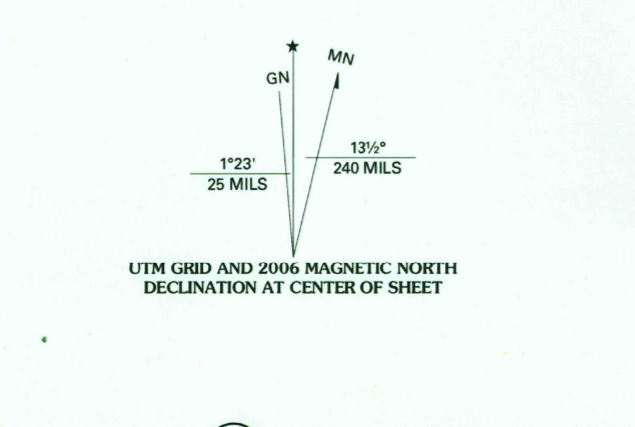 MN
GN
13½°
240 MILS
1°23'
25 MILS
UTM GRID AND 2006 MAGNETIC NORTH
DECLINATION AT CENTER OF SHEET